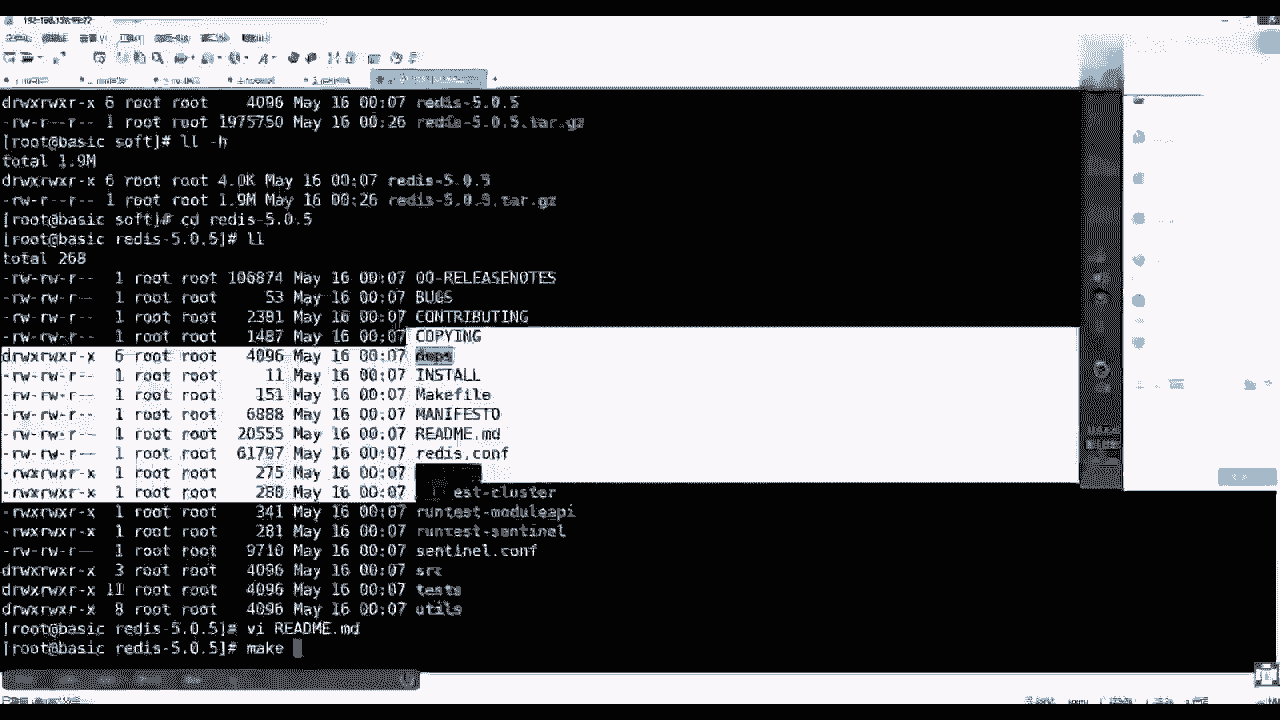 drwxrwxr-x 6 root root 4096 May 16 00:07 redis-5.0.5
-rw-r--r-- 1 root root 1975750 May 16 00:26 redis-5.0.5.tar.gz
[root@basic soft]# ll -h
total 1.9M
drwxrwxr-x 6 root root 4.0K May 16 00:07 redis-5.0.5
-rw-r--r-- 1 root root 1.9M May 16 00:26 redis-5.0.5.tar.gz
[root@basic soft]# cd redis-5.0.5
[root@basic redis-5.0.5]# ll
total 268
-rw-rw-r-- 1 root root 106874 May 16 00:07 00-RELEASENOTES
-rw-rw-r-- 1 root root 53 May 16 00:07 BUGS
-rw-rw-r-- 1 root root 2381 May 16 00:07 CONTRIBUTING
-rw-rw-r-- 1 root root 1487 May 16 00:07 COPYING
drwxrwxr-x 6 root root 4096 May 16 00:07 deps
-rw-rw-r-- 1 root root 11 May 16 00:07 INSTALL
-rw-rw-r-- 1 root root 151 May 16 00:07 Makefile
-rw-rw-r-- 1 root root 6888 May 16 00:07 MANIFESTO
-rw-rw-r-- 1 root root 20555 May 16 00:07 README.md
-rw-rw-r-- 1 root root 61797 May 16 00:07 redis.conf
-rwxrwxr-x 1 root root 275 May 16 00:07
-rwxrwxr-x 1 root root 280 May 16 00:07 est-cluster
-rwxrwxr-x 1 root root 341 May 16 00:07 runtest-moduleapi
-rwxrwxr-x 1 root root 281 May 16 00:07 runtest-sentinel
-rw-rw-r-- 1 root root 9710 May 16 00:07 sentinel.conf
drwxrwxr-x 3 root root 4096 May 16 00:07 src
drwxrwxr-x 11 root root 4096 May 16 00:07 tests
drwxrwxr-x 8 root root 4096 May 16 00:07 utils
[root@basic redis-5.0.5]# vi README.md
[root@basic redis-5.0.5]# make